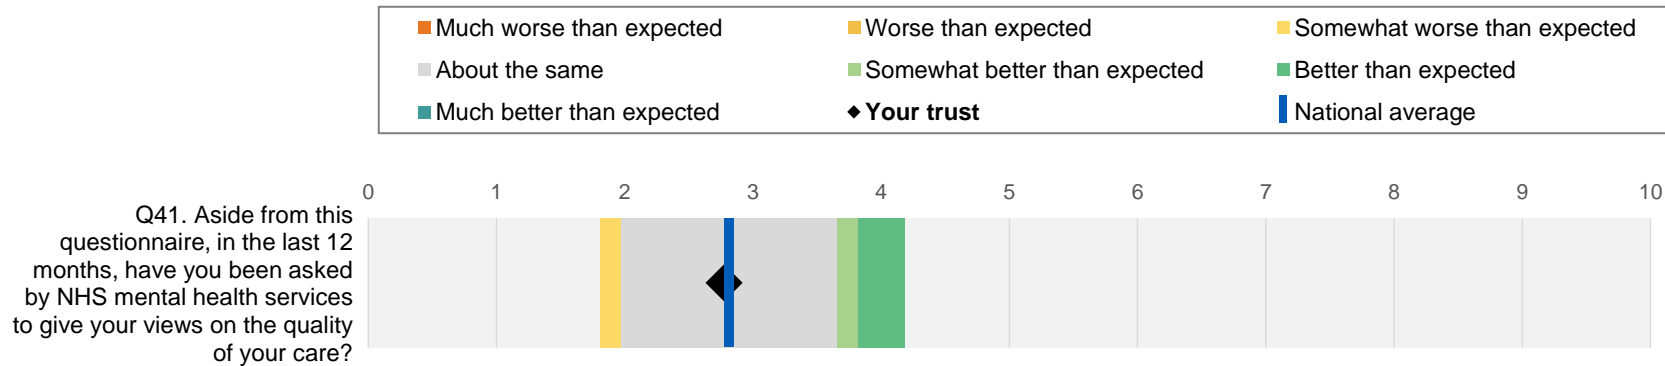 Much worse than expected
Worse than expected
Somewhat worse than expected
About the same
Somewhat better than expected
Better than expected
Much better than expected
Your trust
National average
0 1 2 3 4 5 6 7 8 9 10
Q41. Aside from this
questionnaire, in the last 12
months, have you been asked
by NHS mental health services
to give your views on the quality
of your care?